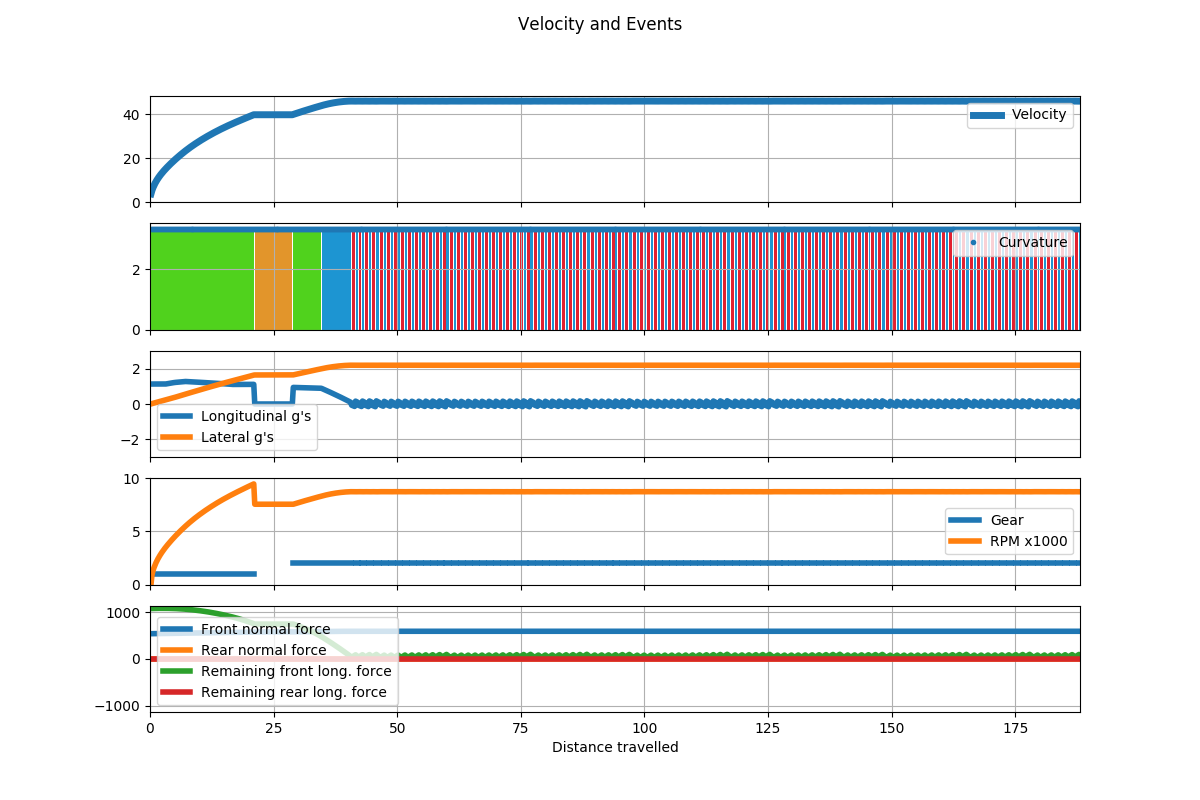 Velocity and Events
40
20
0
Velocity
2
0
Curvature
2
0
−2
Longitudinal g's
Lateral g's
10
5
0
Gear
RPM x1000
1000
0
−1000
Front normal force
Rear normal force
Remaining front long. force
Remaining rear long. force
0 25 50 75 100 125 150 175
Distance travelled